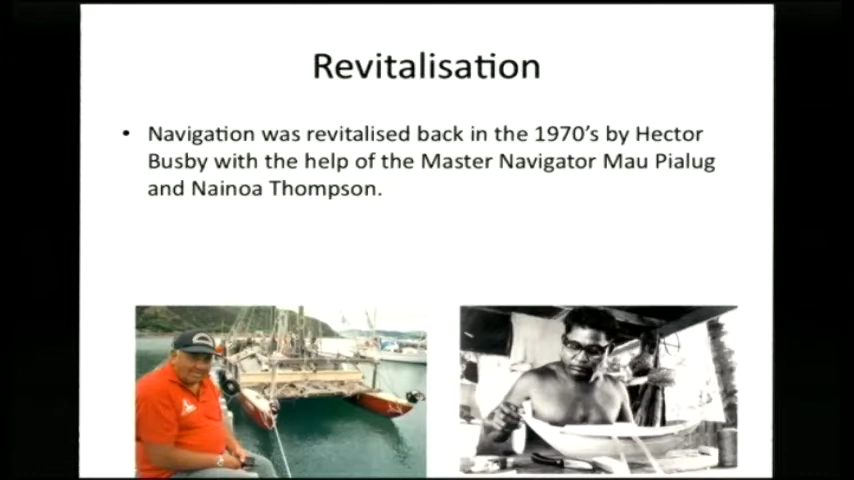 Revitalisation
• Navigation was revitalised back in the 1970's by Hector
Busby with the help of the Master Navigator Mau Pialug
and Nainoa Thompson.